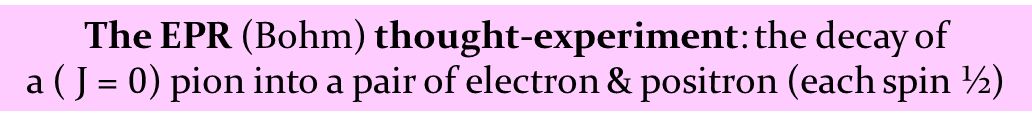 The EPR (Bohm) thought-experiment: the decay of
a ( J = 0) pion into a pair of electron & positron (each spin ½)